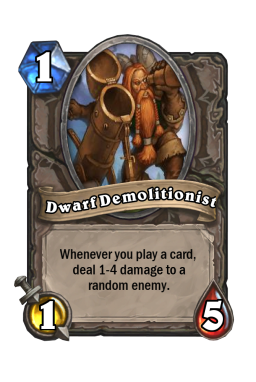 1
Dwarf Demolitionist
Whenever you play a card,
deal 1-4 damage to a
random enemy.
1
5